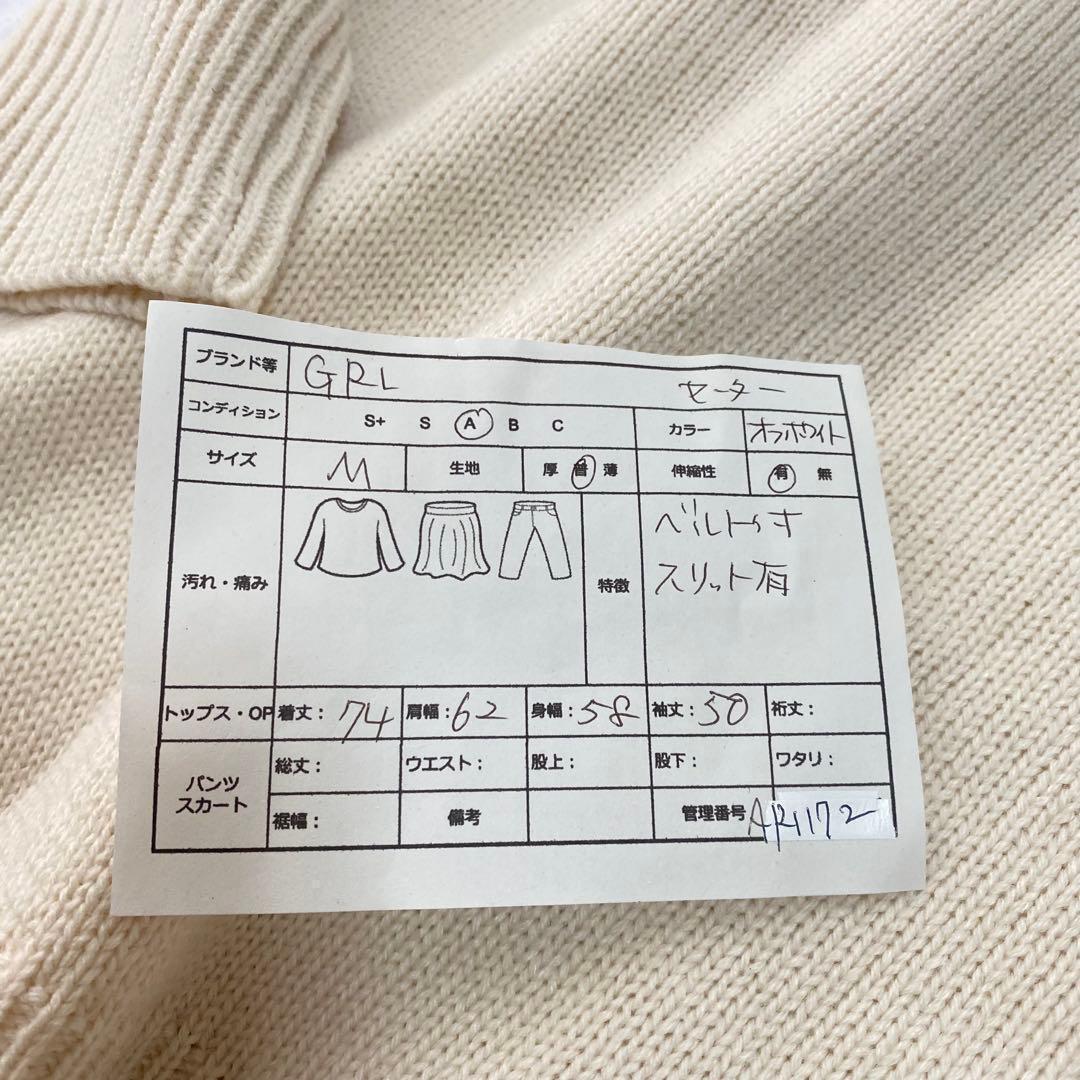 ブランド等 GRL セーター
コンディション S+ S A B C カラー オフホワイト
サイズ M 生地 厚 普 薄 伸縮性 有 無
汚れ・痛み 特徴 ベルト
スリット有
トップス・OP 着丈:74 肩幅:62 身幅:58 袖丈:50 裄丈:
パンツ スカート 総丈: ウエスト: 股上: 股下: ワタリ:
裾幅: 備考 管理番号 AR1172